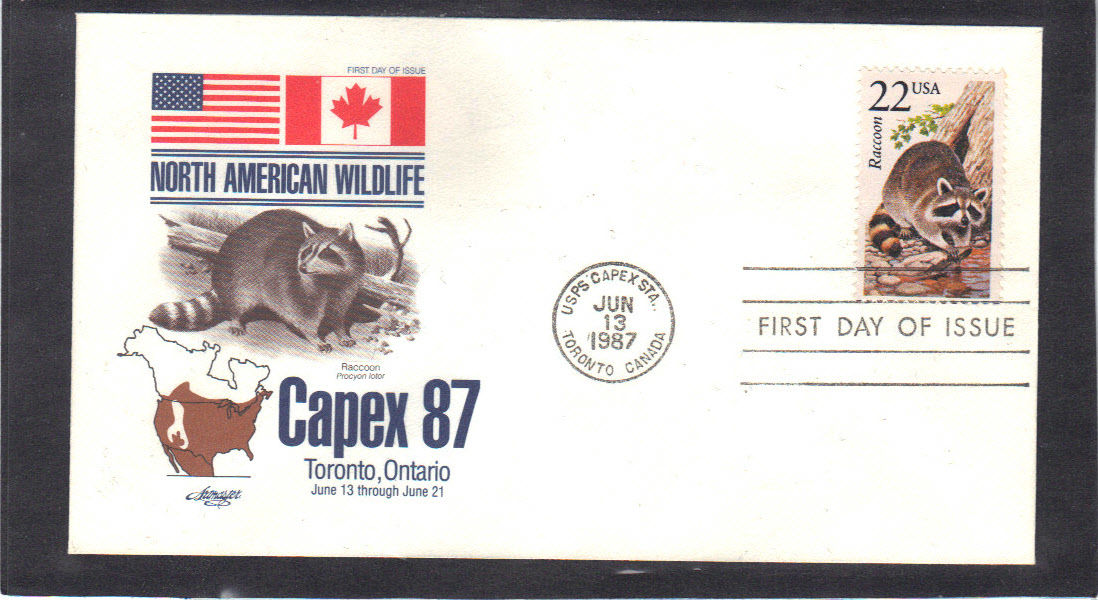 FIRST DAY OF ISSUE
NORTH AMERICAN WILDLIFE
Raccoon
Procyon lotor
Capex 87
Toronto, Ontario
June 13 through June 21
Artmaster
USPS CAPEX STA.
JUN
13
1987
TORONTO CANADA
22 USA
Raccoon
FIRST DAY OF ISSUE